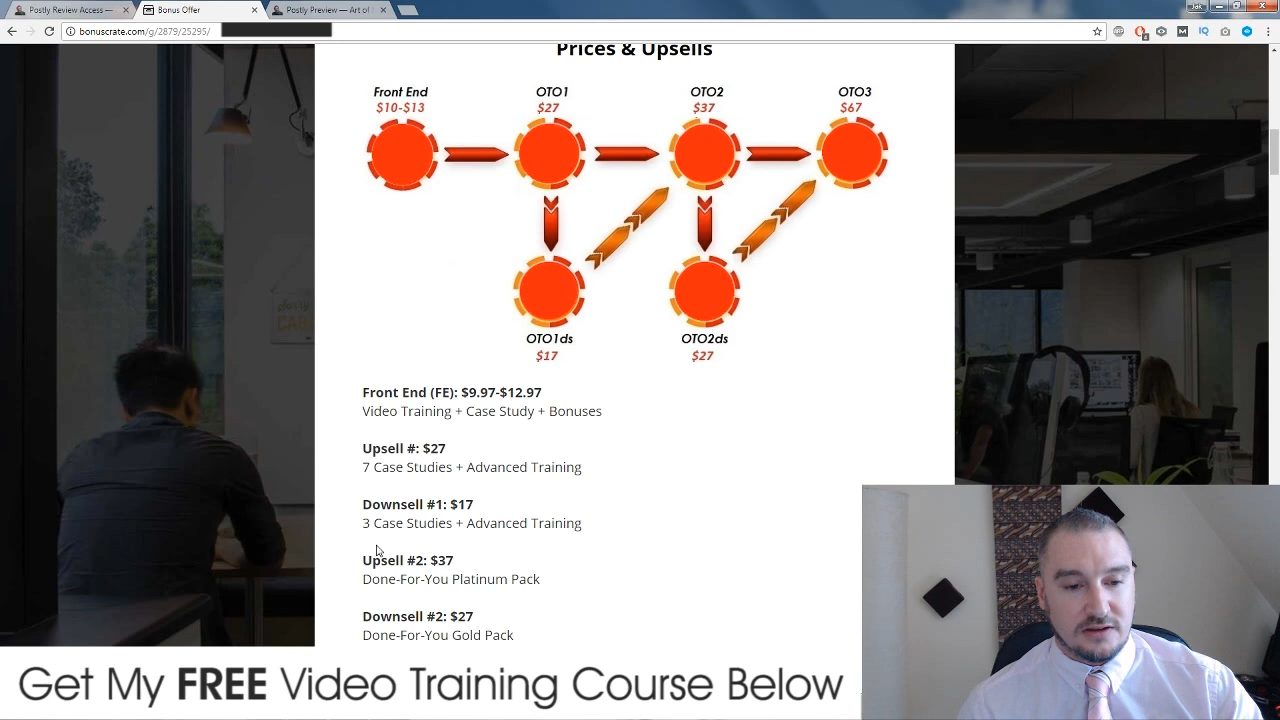 Postly Review Access —
Bonus Offer
Postly Preview — Art of
Jak
bonuscrate.com/g/2879/25295/
Prices & Upsells
Front End OTO1 OTO2 OTO3
$10-$13 $27 $37 $67
OTO1ds OTO2ds
$17 $27
Front End (FE): $9.97-$12.97
Video Training + Case Study + Bonuses
Upsell #: $27
7 Case Studies + Advanced Training
Downsell #1: $17
3 Case Studies + Advanced Training
Upsell #2: $37
Done-For-You Platinum Pack
Downsell #2: $27
Done-For-You Gold Pack
Get My FREE Video Training Course Below